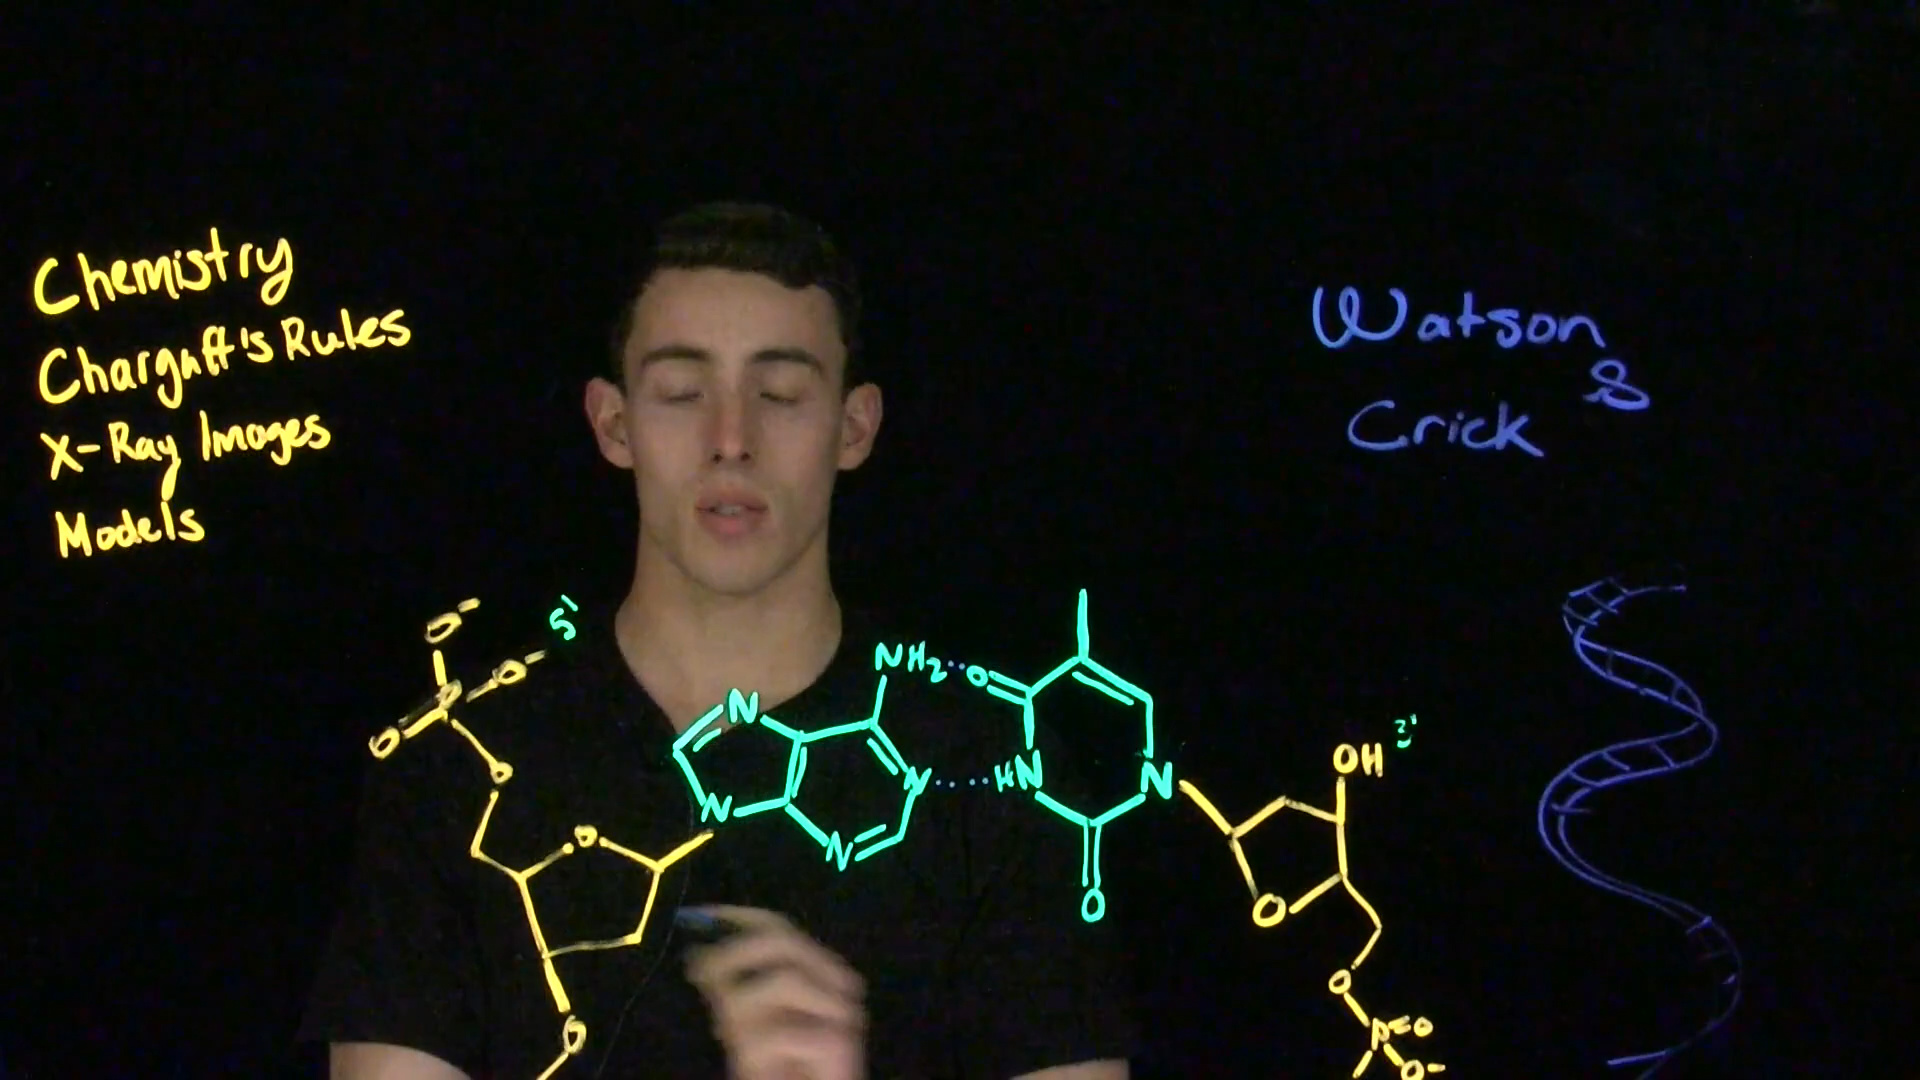 Chemistry
Chargaff's Rules
X-Ray Images
Models
Watson
&
Crick
5'
3'
O-
O-
P
O
O
O
O
N
N
N
N
NH2
O
HN
N
O
OH
O
O
P=O
O-